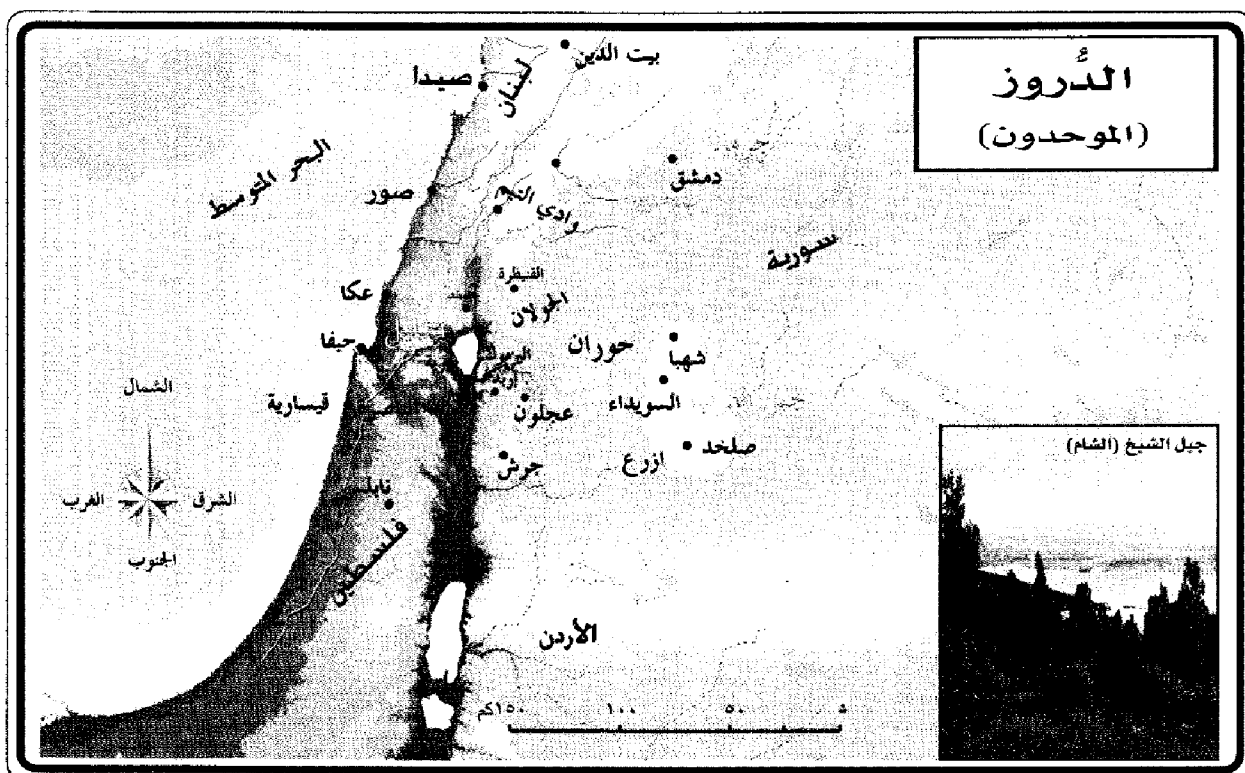 الدُّروز
(الموحدون)
بيت الدين
لبنان
صيدا
البحر المتوسط
صور
وادي التيم
دمشق
سورية
القنيطرة
الجولان
عكا
حيفا
حوران
شهبا
السويداء
اربد
عجلون
قيسارية
صلخد
ازرع
جرش
نابلس
فلسطين
الأردن
الشمال
الشرق
الغرب
الجنوب
جبل الشيخ (الشام)
١٥٠كم
١٠٠
٥٠